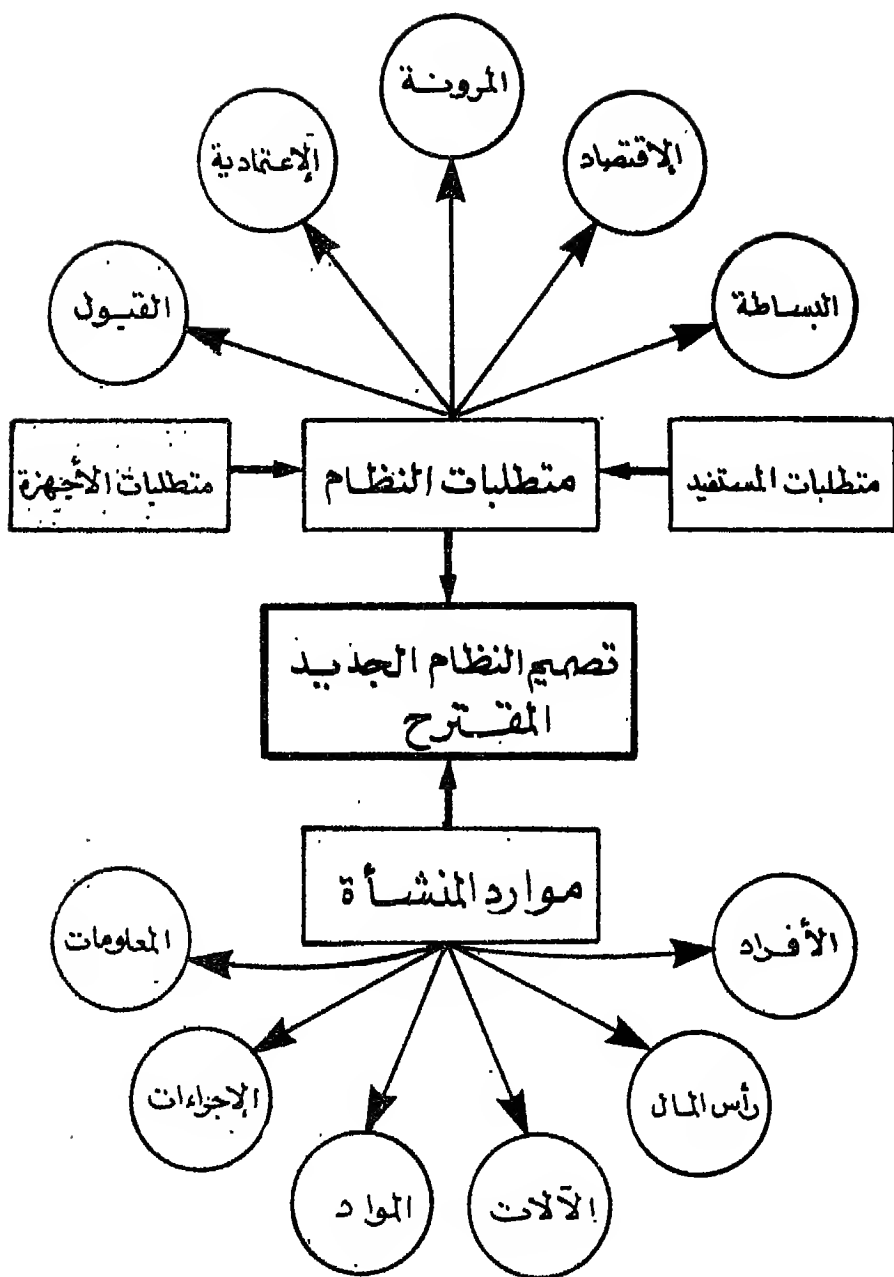 المرونة
الاقتصاد
الإعتمادية
البساطة
القبول
متطلبات المستفيد
متطلبات النظام
متطلبات الأجهزة
تصميم النظام الجديد
المقترح
موارد المنشأة
الأفراد
المعلومات
رأس المال
الإجراءات
الآلات
المواد